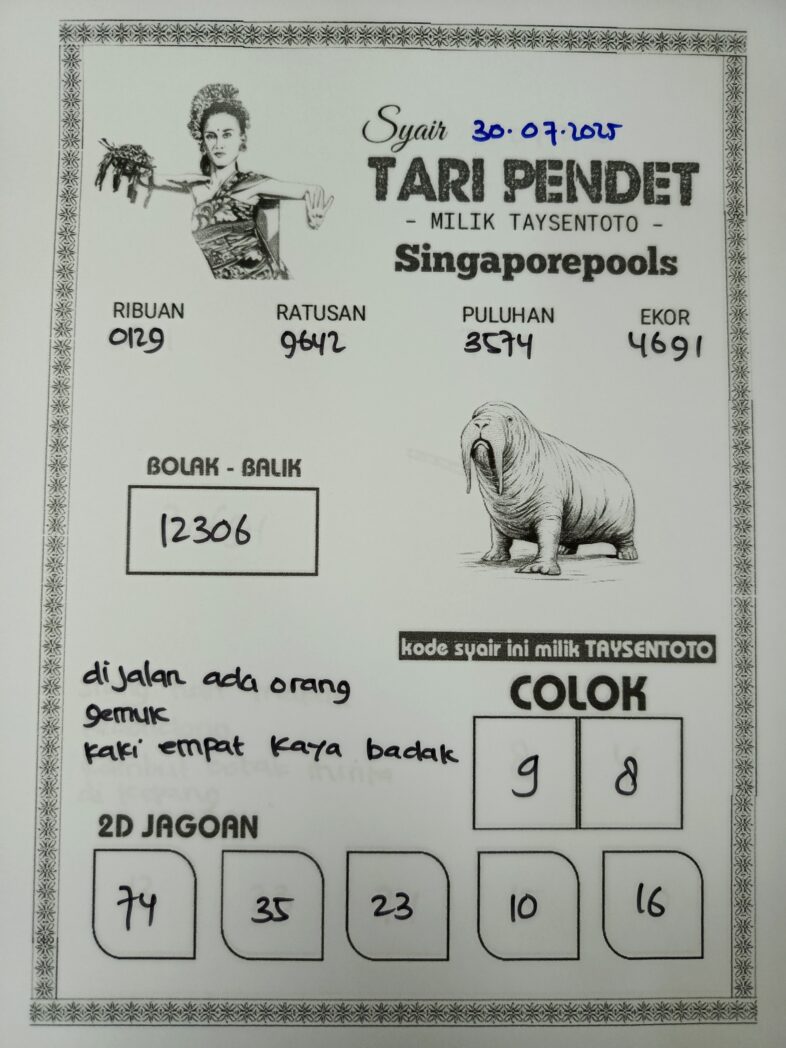 Syair 30.07.2025
TARI PENDET
- MILIK TAYSENTOTO -
Singaporepools
RIBUAN RATUSAN PULUHAN EKOR
0129 9642 3574 4691
BOLAK - BALIK
12306
kode syair ini milik TAYSENTOTO
dijalan ada orang
gemuk
kaki empat kaya badak
COLOK
9 8
2D JAGOAN
74 35 23 10 16